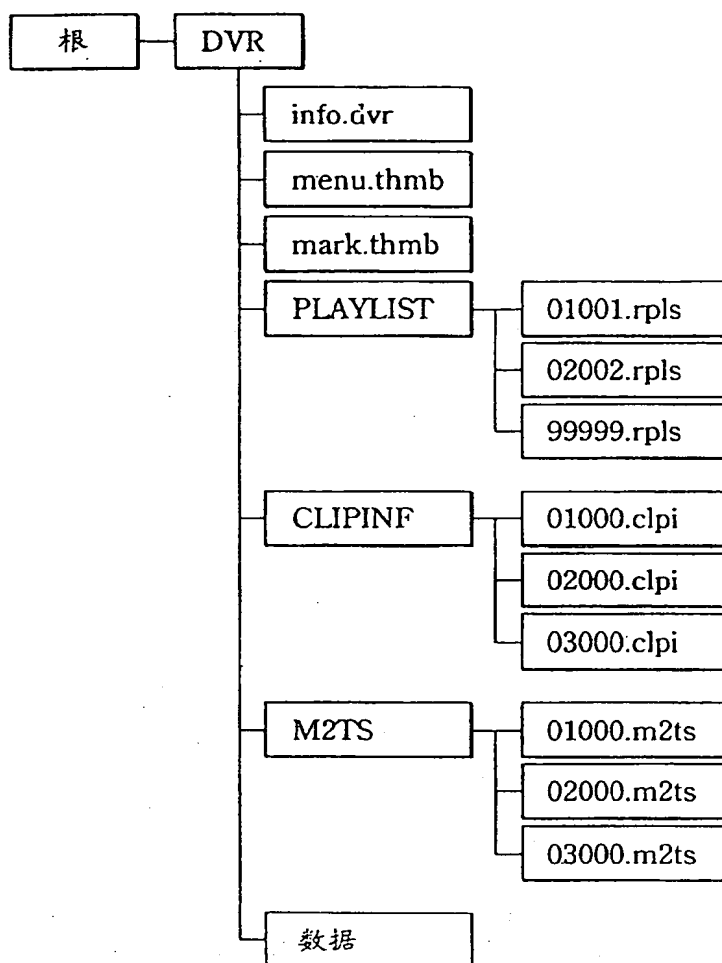 根
DVR
info.dvr
menu.thmb
mark.thmb
PLAYLIST
01001.rpls
02002.rpls
99999.rpls
CLIPINF
01000.clpi
02000.clpi
03000.clpi
M2TS
01000.m2ts
02000.m2ts
03000.m2ts
数据